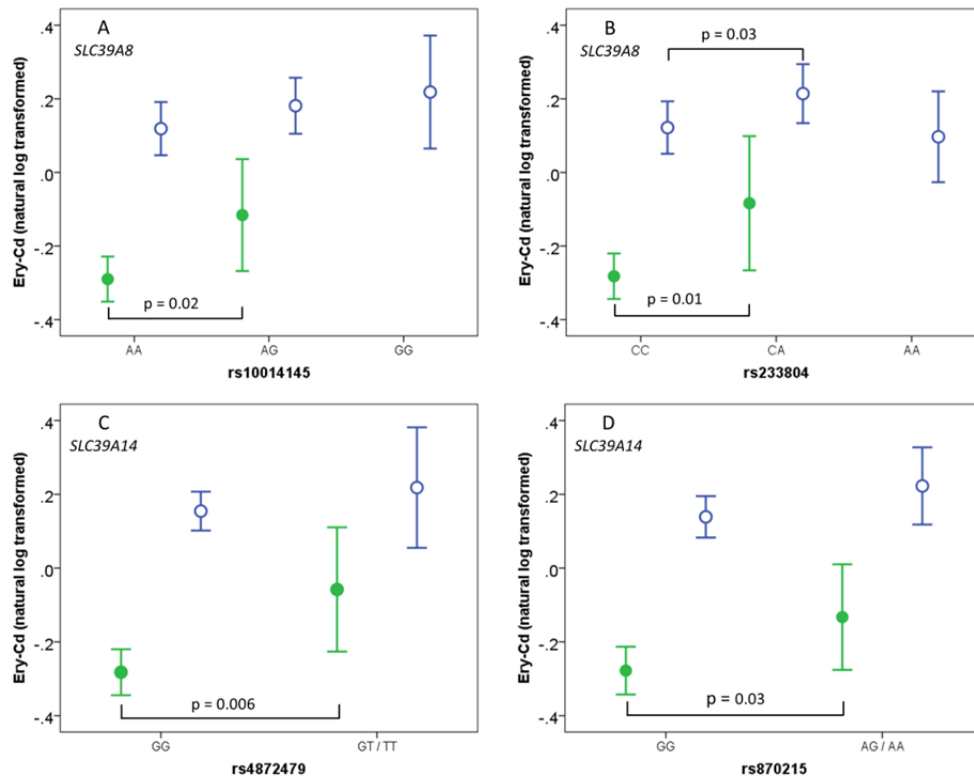 A
SLC39A8
Ery-Cd (natural log transformed)
.4
.2
.0
-.2
-.4
p = 0.02
AA
AG
GG
rs10014145
B
SLC39A8
Ery-Cd (natural log transformed)
.4
.2
.0
-.2
-.4
p = 0.03
p = 0.01
CC
CA
AA
rs233804
C
SLC39A14
Ery-Cd (natural log transformed)
.4
.2
.0
-.2
-.4
p = 0.006
GG
GT / TT
rs4872479
D
SLC39A14
Ery-Cd (natural log transformed)
.4
.2
.0
-.2
-.4
p = 0.03
GG
AG / AA
rs870215